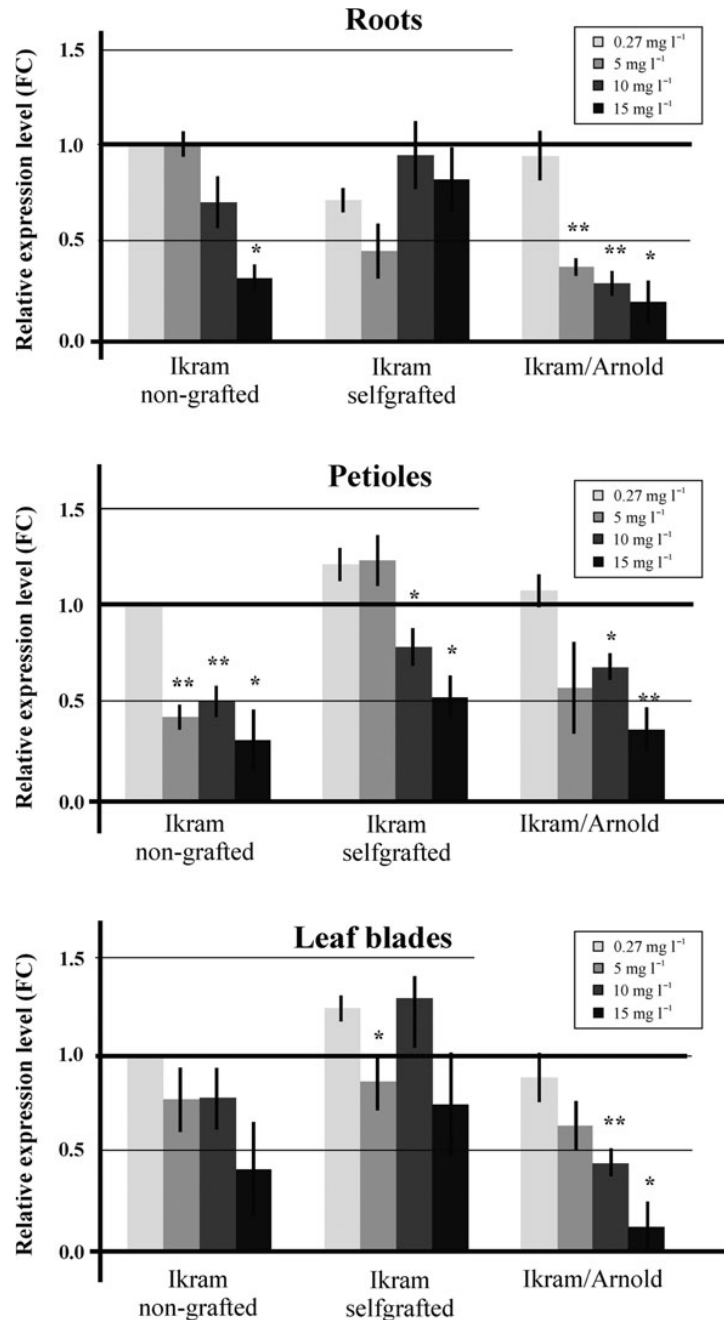 Roots
Relative expression level (FC)
1.5
1.0
0.5
0.0
0.27 mg l⁻¹
5 mg l⁻¹
10 mg l⁻¹
15 mg l⁻¹
*
**
**
*
Ikram
non-grafted
Ikram
selfgrafted
Ikram/Arnold
Petioles
Relative expression level (FC)
1.5
1.0
0.5
0.0
0.27 mg l⁻¹
5 mg l⁻¹
10 mg l⁻¹
15 mg l⁻¹
**
**
*
*
*
*
**
Ikram
non-grafted
Ikram
selfgrafted
Ikram/Arnold
Leaf blades
Relative expression level (FC)
1.5
1.0
0.5
0.0
0.27 mg l⁻¹
5 mg l⁻¹
10 mg l⁻¹
15 mg l⁻¹
*
**
*
Ikram
non-grafted
Ikram
selfgrafted
Ikram/Arnold